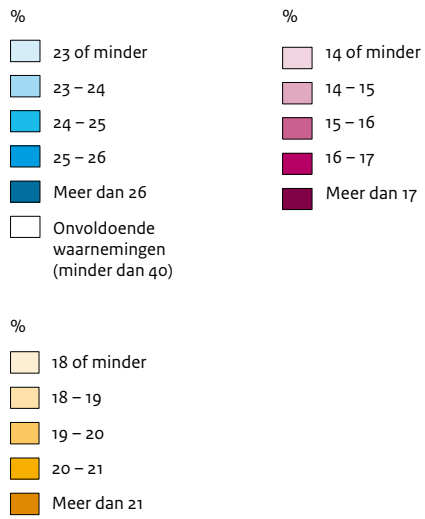 %
23 of minder
23 – 24
24 – 25
25 – 26
Meer dan 26
Onvoldoende
waarnemingen
(minder dan 40)
%
14 of minder
14 – 15
15 – 16
16 – 17
Meer dan 17
%
18 of minder
18 – 19
19 – 20
20 – 21
Meer dan 21